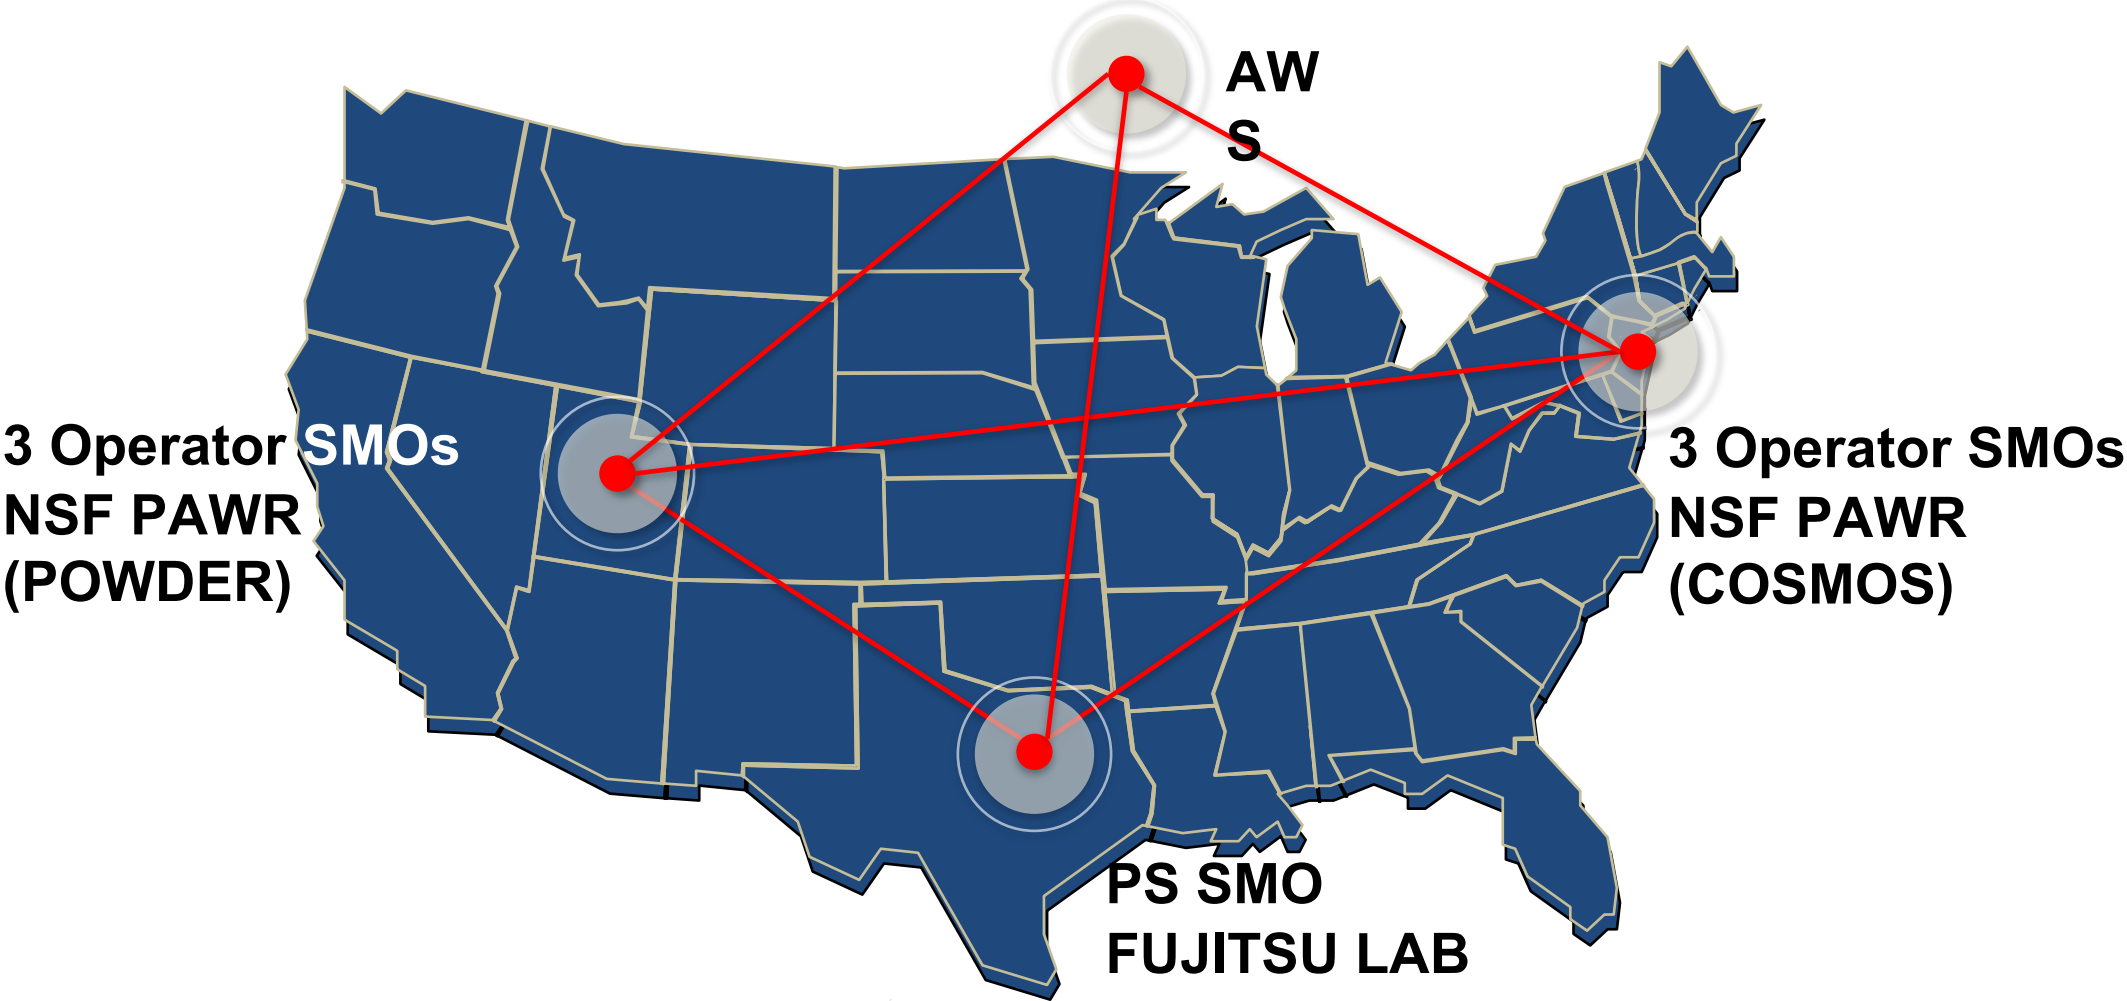 AW
S
3 Operator SMOs
NSF PAWR
(POWDER)
3 Operator SMOs
NSF PAWR
(COSMOS)
PS SMO
FUJITSU LAB